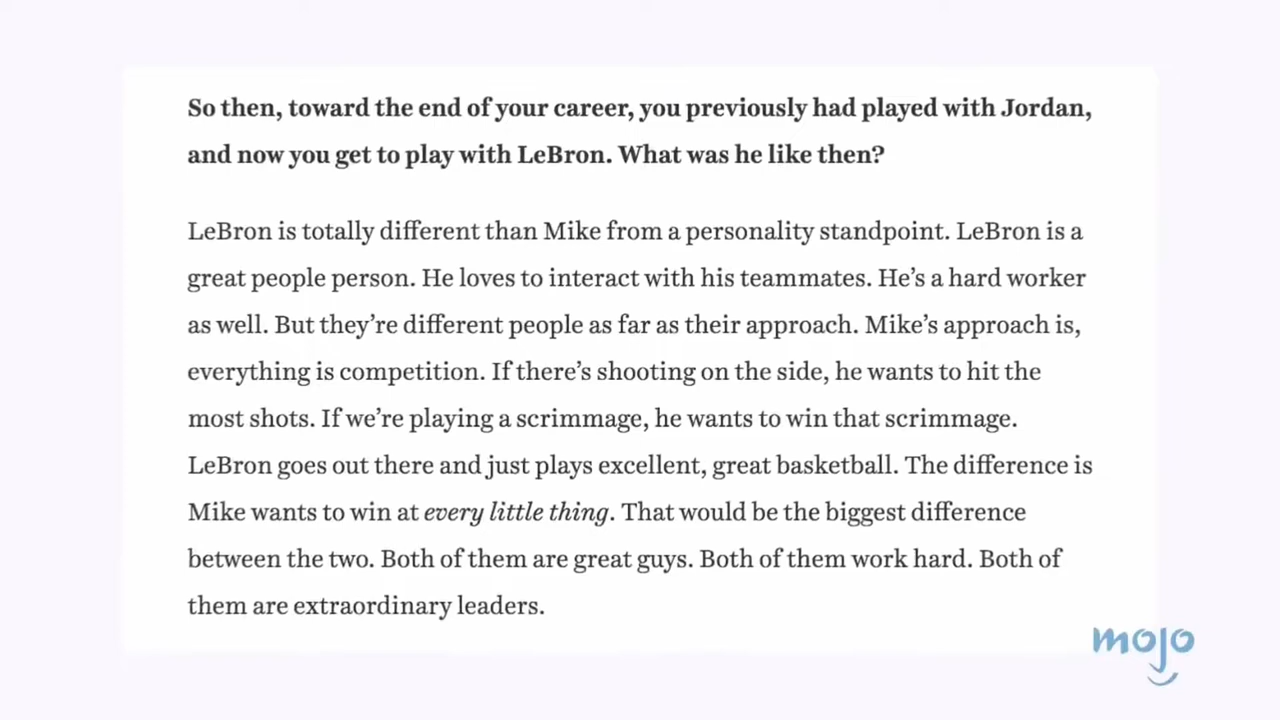 So then, toward the end of your career, you previously had played with Jordan,
and now you get to play with LeBron. What was he like then?
LeBron is totally different than Mike from a personality standpoint. LeBron is a
great people person. He loves to interact with his teammates. He’s a hard worker
as well. But they’re different people as far as their approach. Mike’s approach is,
everything is competition. If there’s shooting on the side, he wants to hit the
most shots. If we’re playing a scrimmage, he wants to win that scrimmage.
LeBron goes out there and just plays excellent, great basketball. The difference is
Mike wants to win at every little thing. That would be the biggest difference
between the two. Both of them are great guys. Both of them work hard. Both of
them are extraordinary leaders.
mojo